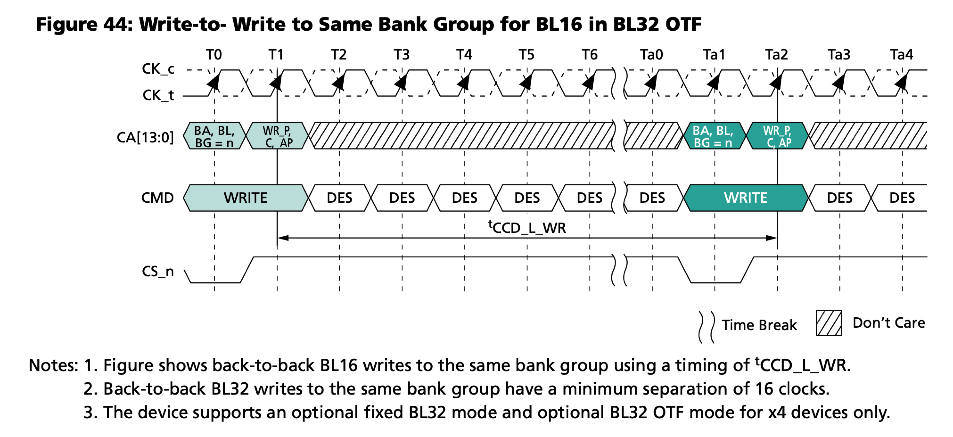 Figure 44: Write-to- Write to Same Bank Group for BL16 in BL32 OTF
T0 T1 T2 T3 T4 T5 T6 Ta0 Ta1 Ta2 Ta3 Ta4
CK_c
CK_t
CA[13:0]
BA, BL,
BG = n
WR_P,
C, AP
BA, BL,
BG = n
WR_P,
C, AP
CMD WRITE DES DES DES DES DES DES WRITE DES DES
tCCD_L_WR
CS_n
Time Break
Don't Care
Notes: 1. Figure shows back-to-back BL16 writes to the same bank group using a timing of tCCD_L_WR.
2. Back-to-back BL32 writes to the same bank group have a minimum separation of 16 clocks.
3. The device supports an optional fixed BL32 mode and optional BL32 OTF mode for x4 devices only.